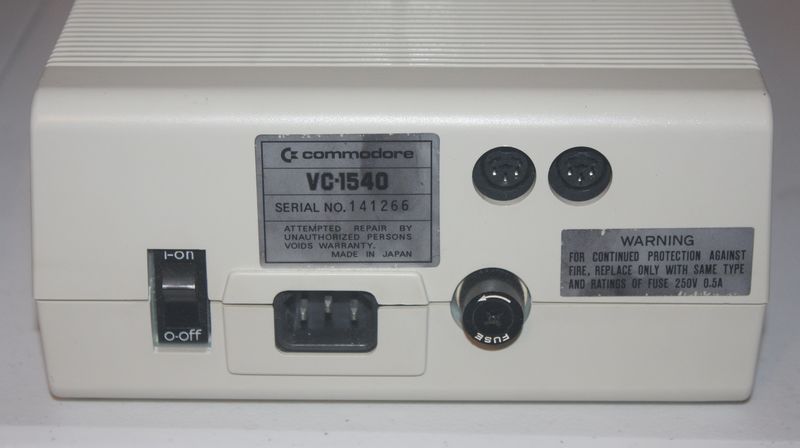 commodore
VC-1540
SERIAL NO. 141266
ATTEMPTED REPAIR BY
UNAUTHORIZED PERSONS
VOIDS WARRANTY.
MADE IN JAPAN
WARNING
FOR CONTINUED PROTECTION AGAINST
FIRE, REPLACE ONLY WITH SAME TYPE
AND RATINGS OF FUSE 250V 0.5A
I-on
O-off
FUSE